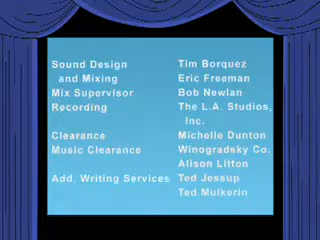 Sound Design Tim Borquez
and Mixing Eric Freeman
Mix Supervisor Bob Newlan
Recording The L.A. Studios,
Inc.
Clearance Michelle Dunton
Music Clearance Winogradsky Co.
Alison Litton
Add. Writing Services Ted Jessup
Ted Mulkerin